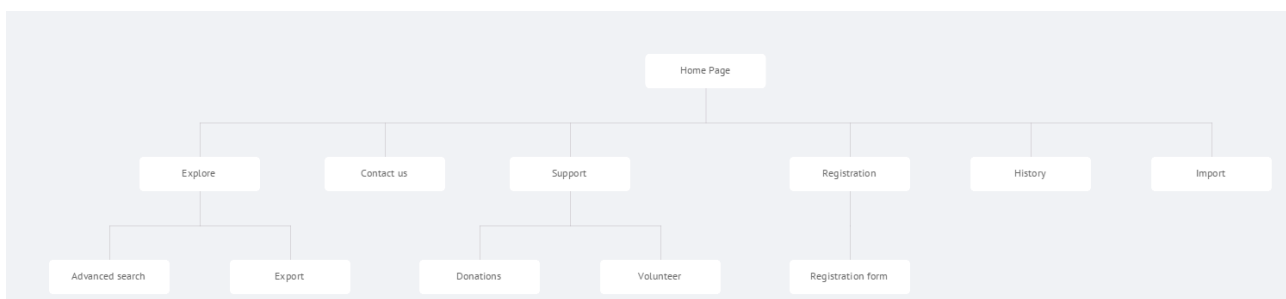 Home Page
Explore
Contact us
Support
Registration
History
Import
Advanced search
Export
Donations
Volunteer
Registration form